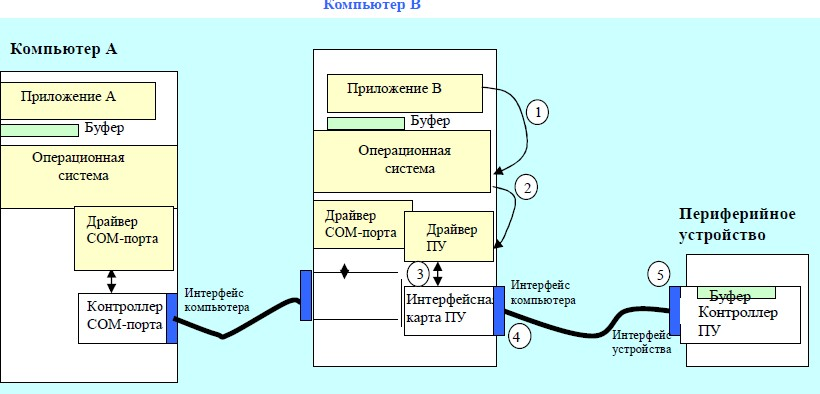 Компьютер В
Компьютер А
Приложение А
Буфер
Операционная
система
Драйвер
СОМ-порта
Контроллер
СОМ-порта
Интерфейс
компьютера
Приложение В
Буфер
Операционная
система
Драйвер
СОМ-порта
Драйвер
ПУ
Интерфейсна
карта ПУ
1
2
3
4
Интерфейс
компьютера
Интерфейс
устройства
Периферийное
устройство
5
Буфер
Контроллер
ПУ